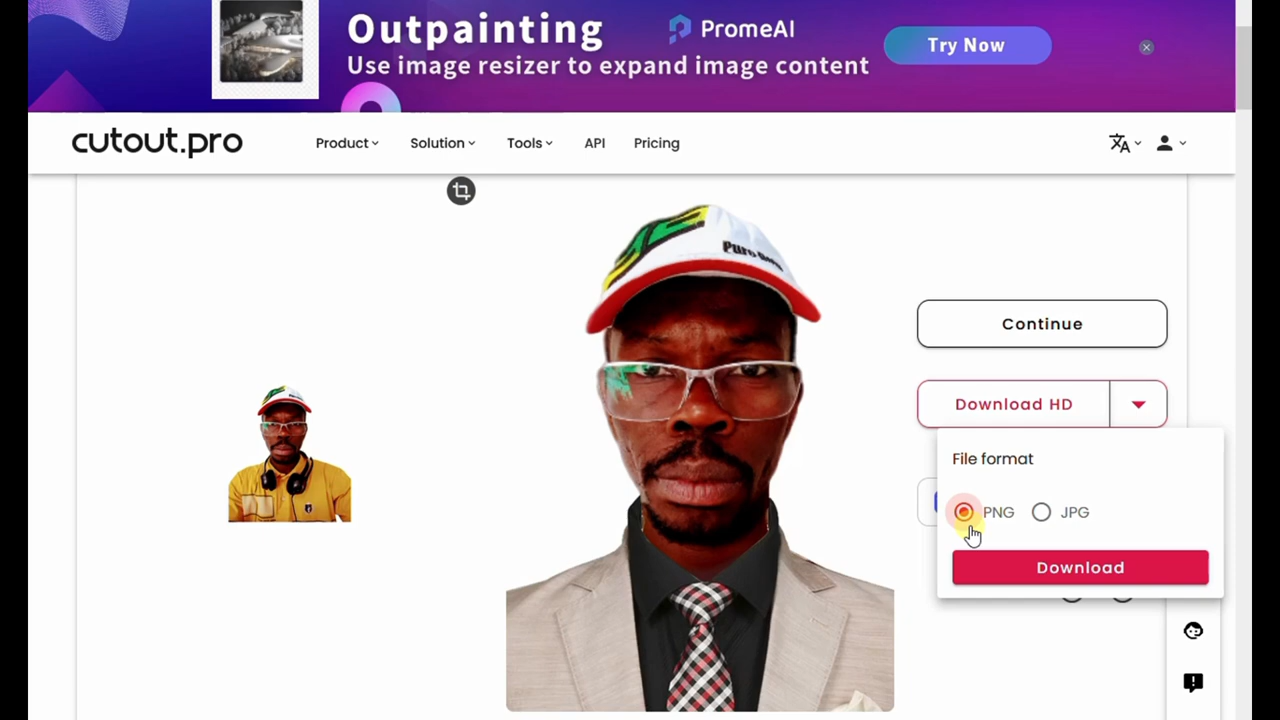 Outpainting
PromeAI
Try Now
Use image resizer to expand image content
cutout.pro
Product
Solution
Tools
API
Pricing
Continue
Download HD
File format
PNG
JPG
Download